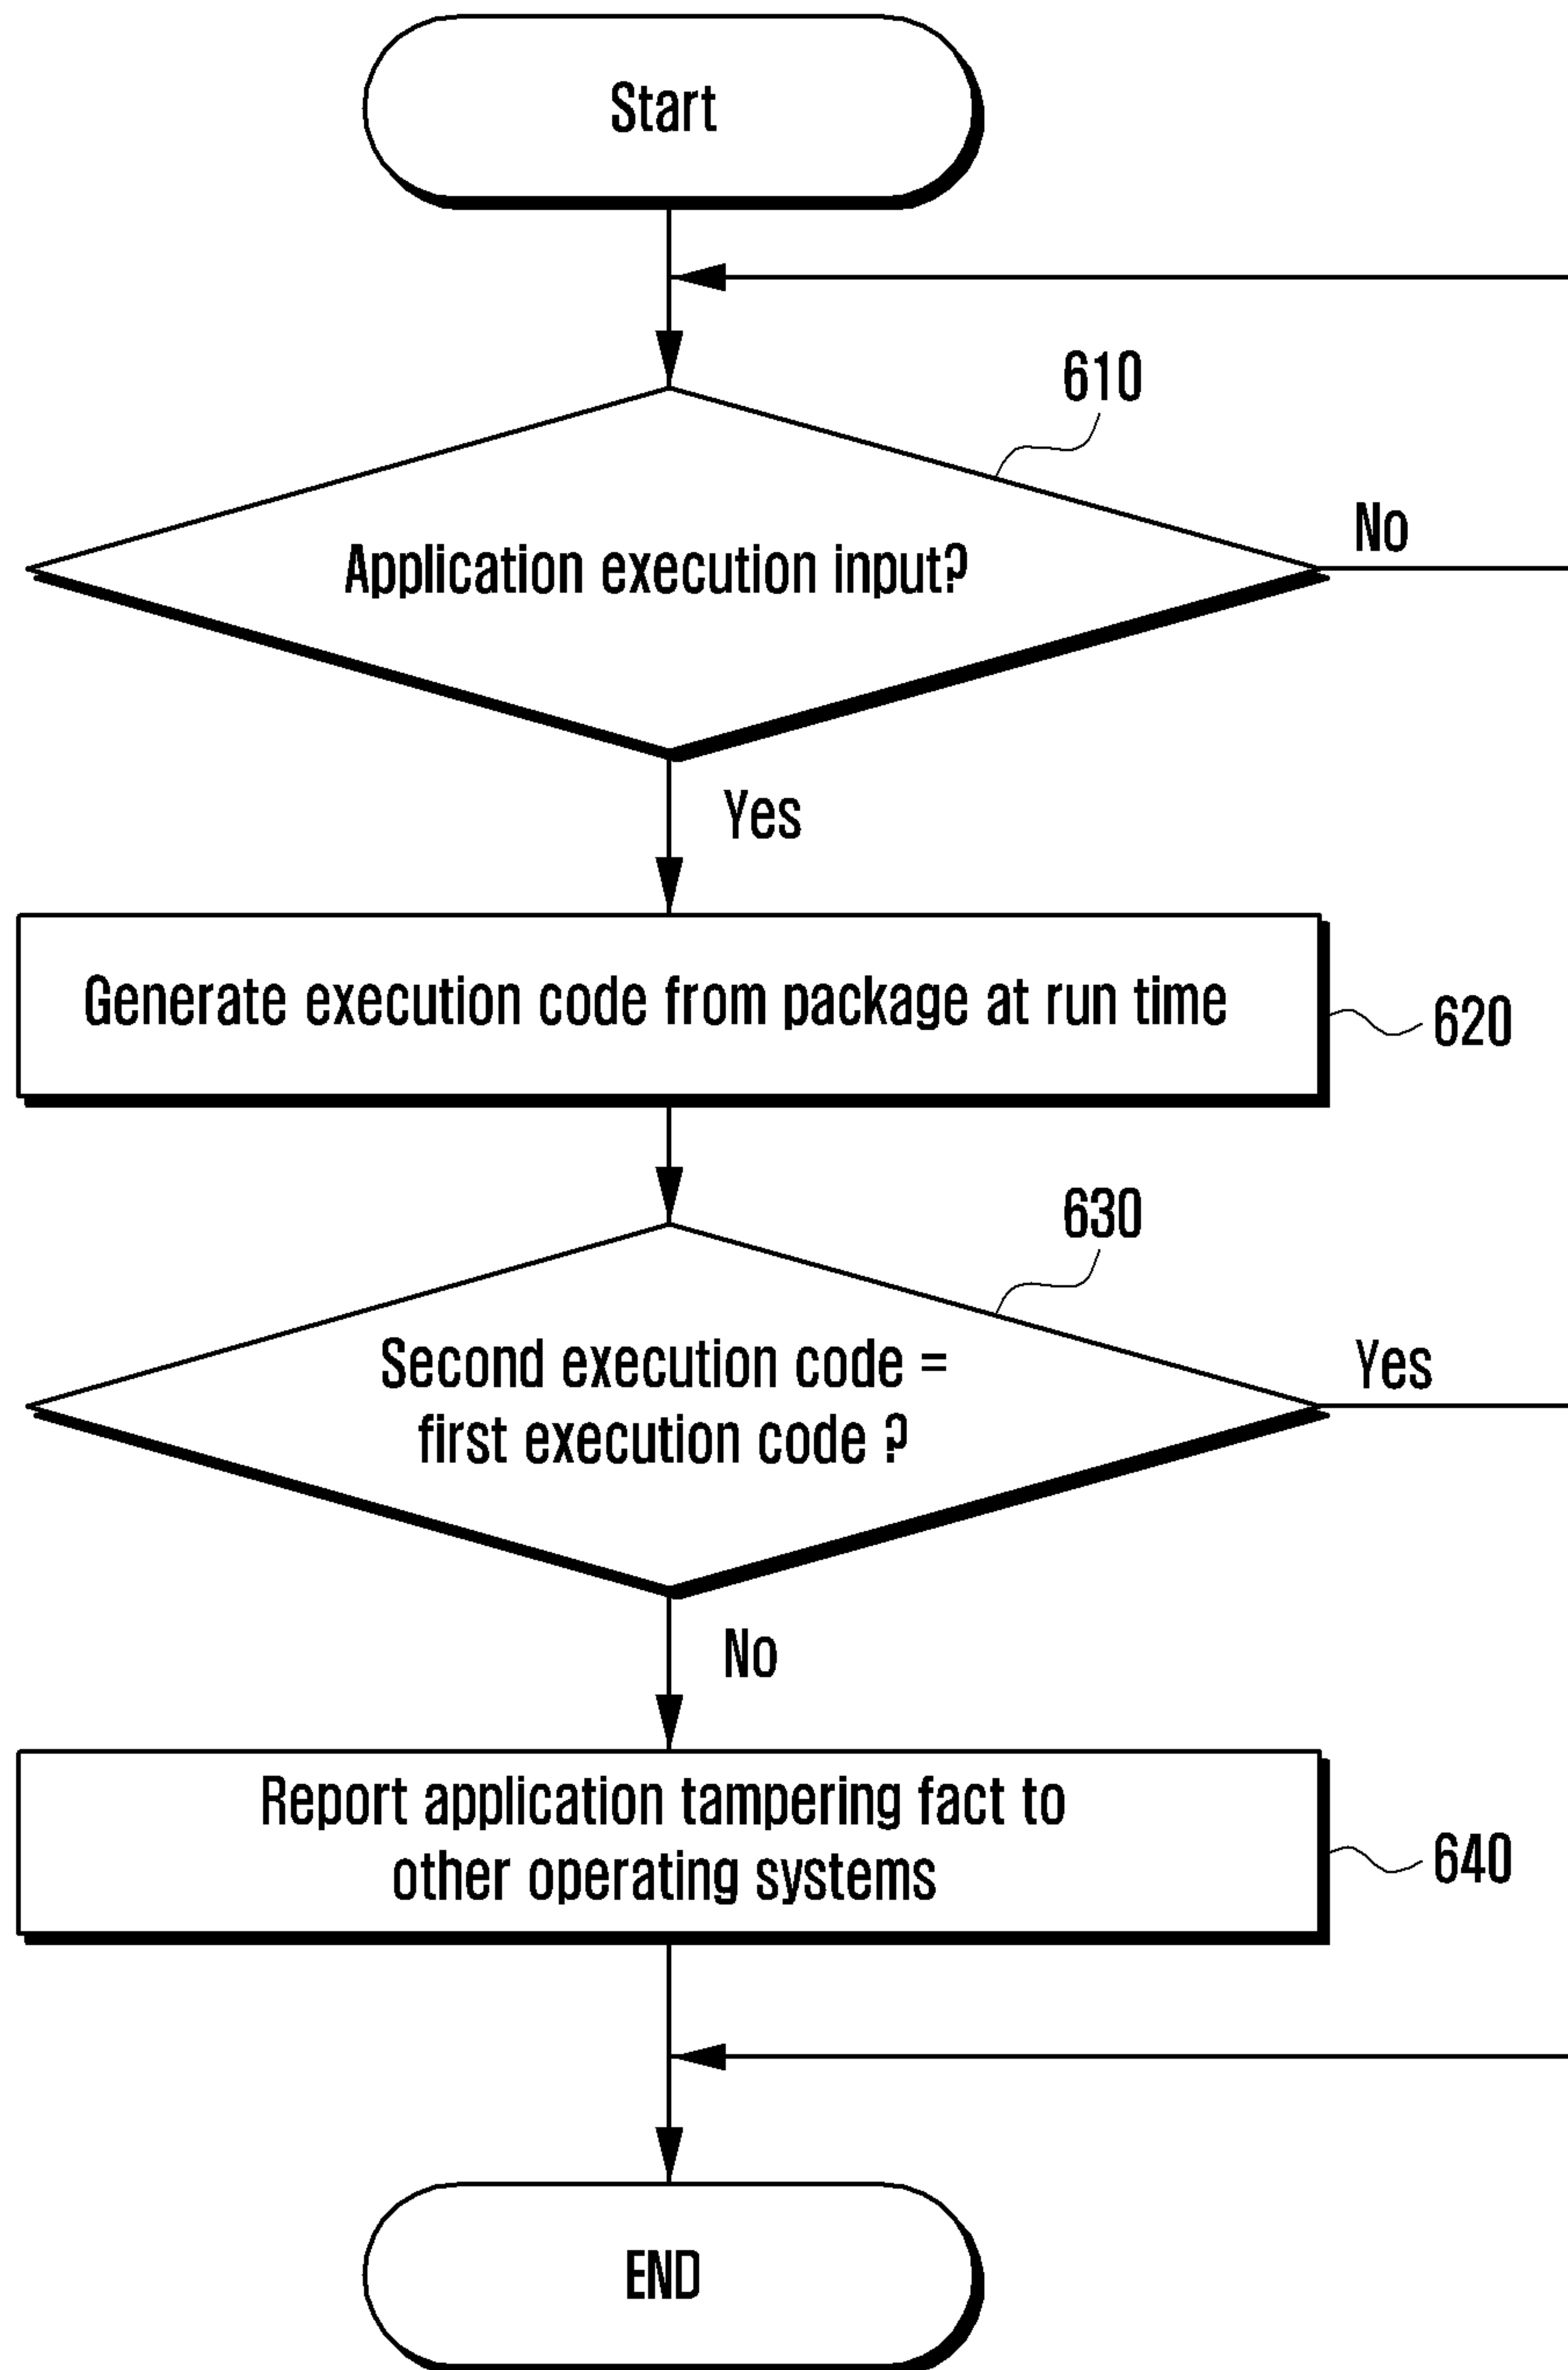 Start
610
Application execution input?
No
Yes
Generate execution code from package at run time
620
630
Second execution code =
first execution code ?
Yes
No
Report application tampering fact to
other operating systems
640
END